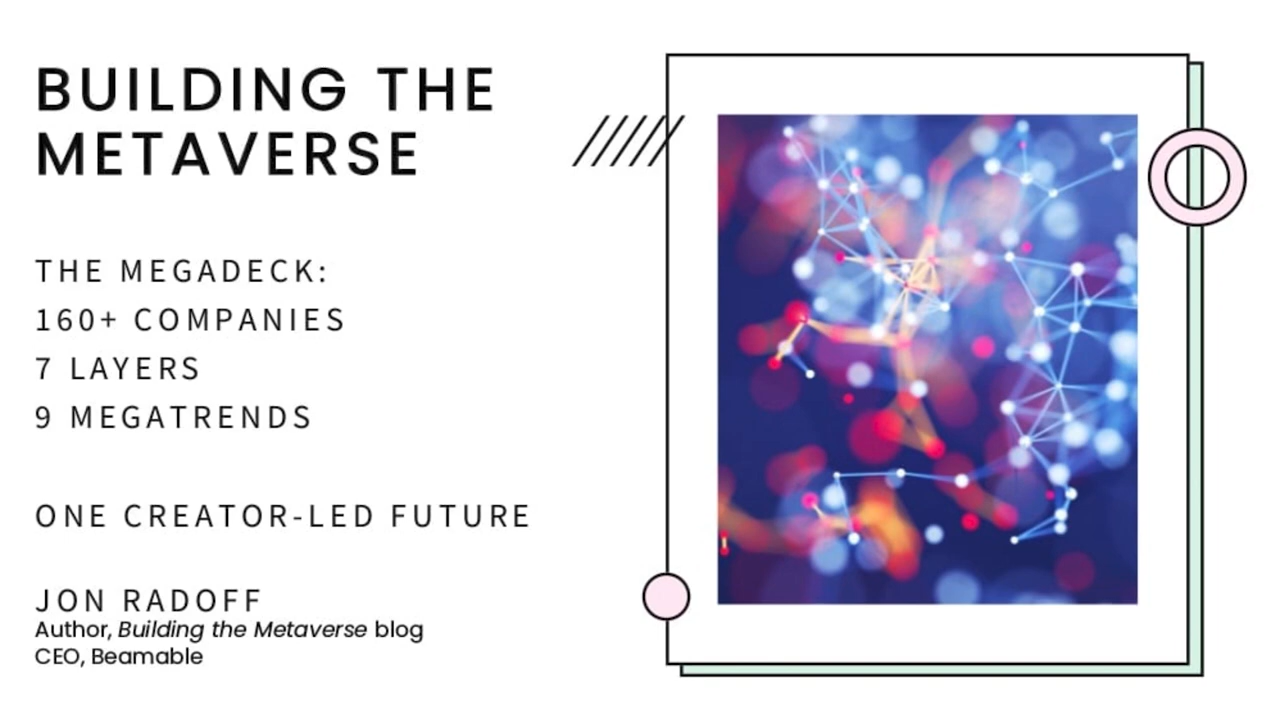 BUILDING THE
METAVERSE
THE MEGADECK:
160+ COMPANIES
7 LAYERS
9 MEGATRENDS
ONE CREATOR-LED FUTURE
JON RADOFF
Author, Building the Metaverse blog
CEO, Beamable